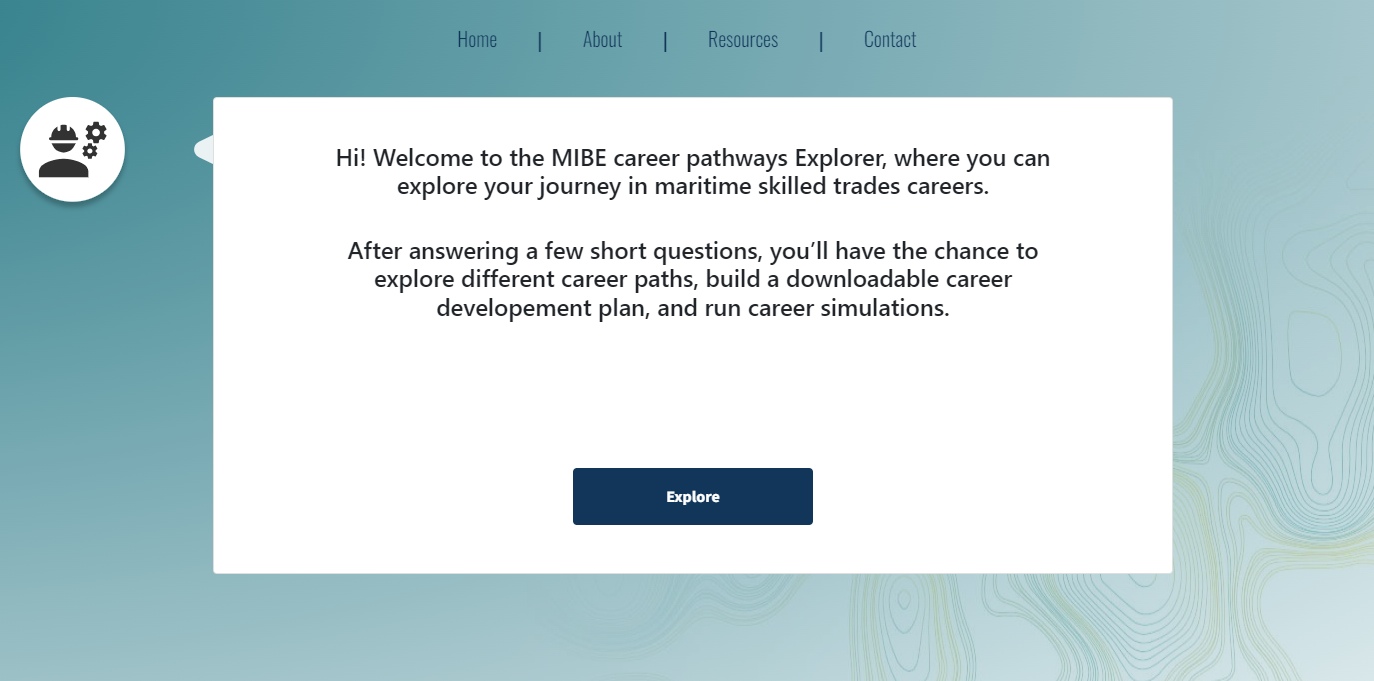 Home | About | Resources | Contact
Hi! Welcome to the MIBE career pathways Explorer, where you can
explore your journey in maritime skilled trades careers.
After answering a few short questions, you’ll have the chance to
explore different career paths, build a downloadable career
developement plan, and run career simulations.
Explore